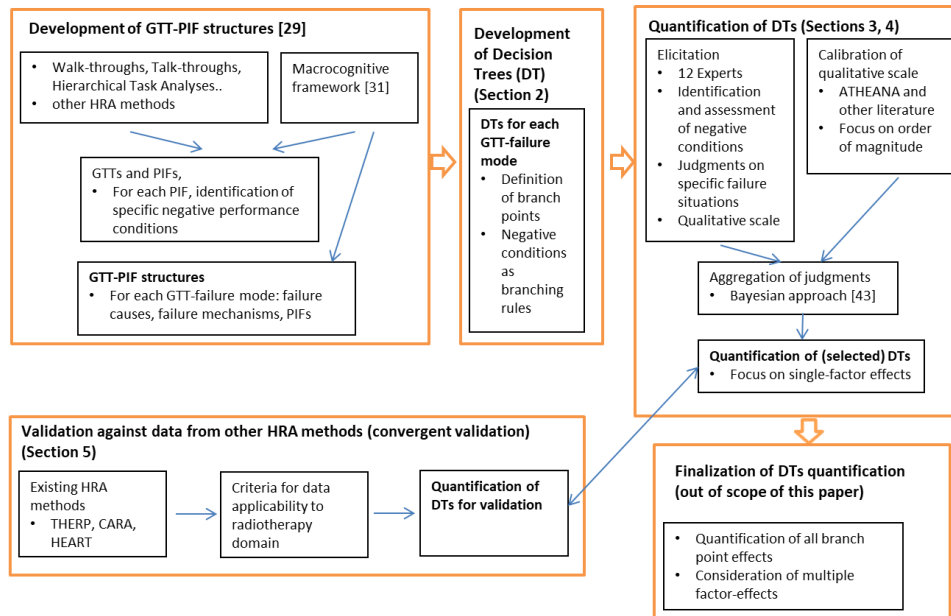 Development of GTT-PIF structures [29]
• Walk-throughs, Talk-throughs,
Hierarchical Task Analyses..
• other HRA methods
Macrocognitive
framework [31]
GTTs and PIFs,
• For each PIF, identification of
specific negative performance
conditions
GTT-PIF structures
• For each GTT-failure mode: failure
causes, failure mechanisms, PIFs
Development
of Decision
Trees (DT)
(Section 2)
DTs for each
GTT-failure
mode
• Definition
of branch
points
• Negative
conditions
as
branching
rules
Quantification of DTs (Sections 3, 4)
Elicitation
• 12 Experts
• Identification
and assessment
of negative
conditions
• Judgments on
specific failure
situations
• Qualitative scale
Calibration of
qualitative scale
• ATHEANA and
other literature
• Focus on order
of magnitude
Aggregation of judgments
• Bayesian approach [43]
Quantification of (selected) DTs
• Focus on single-factor effects
Validation against data from other HRA methods (convergent validation)
(Section 5)
Existing HRA
methods
• THERP, CARA,
HEART
Criteria for data
applicability to
radiotherapy
domain
Quantification of
DTs for validation
Finalization of DTs quantification
(out of scope of this paper)
• Quantification of all branch
point effects
• Consideration of multiple
factor-effects